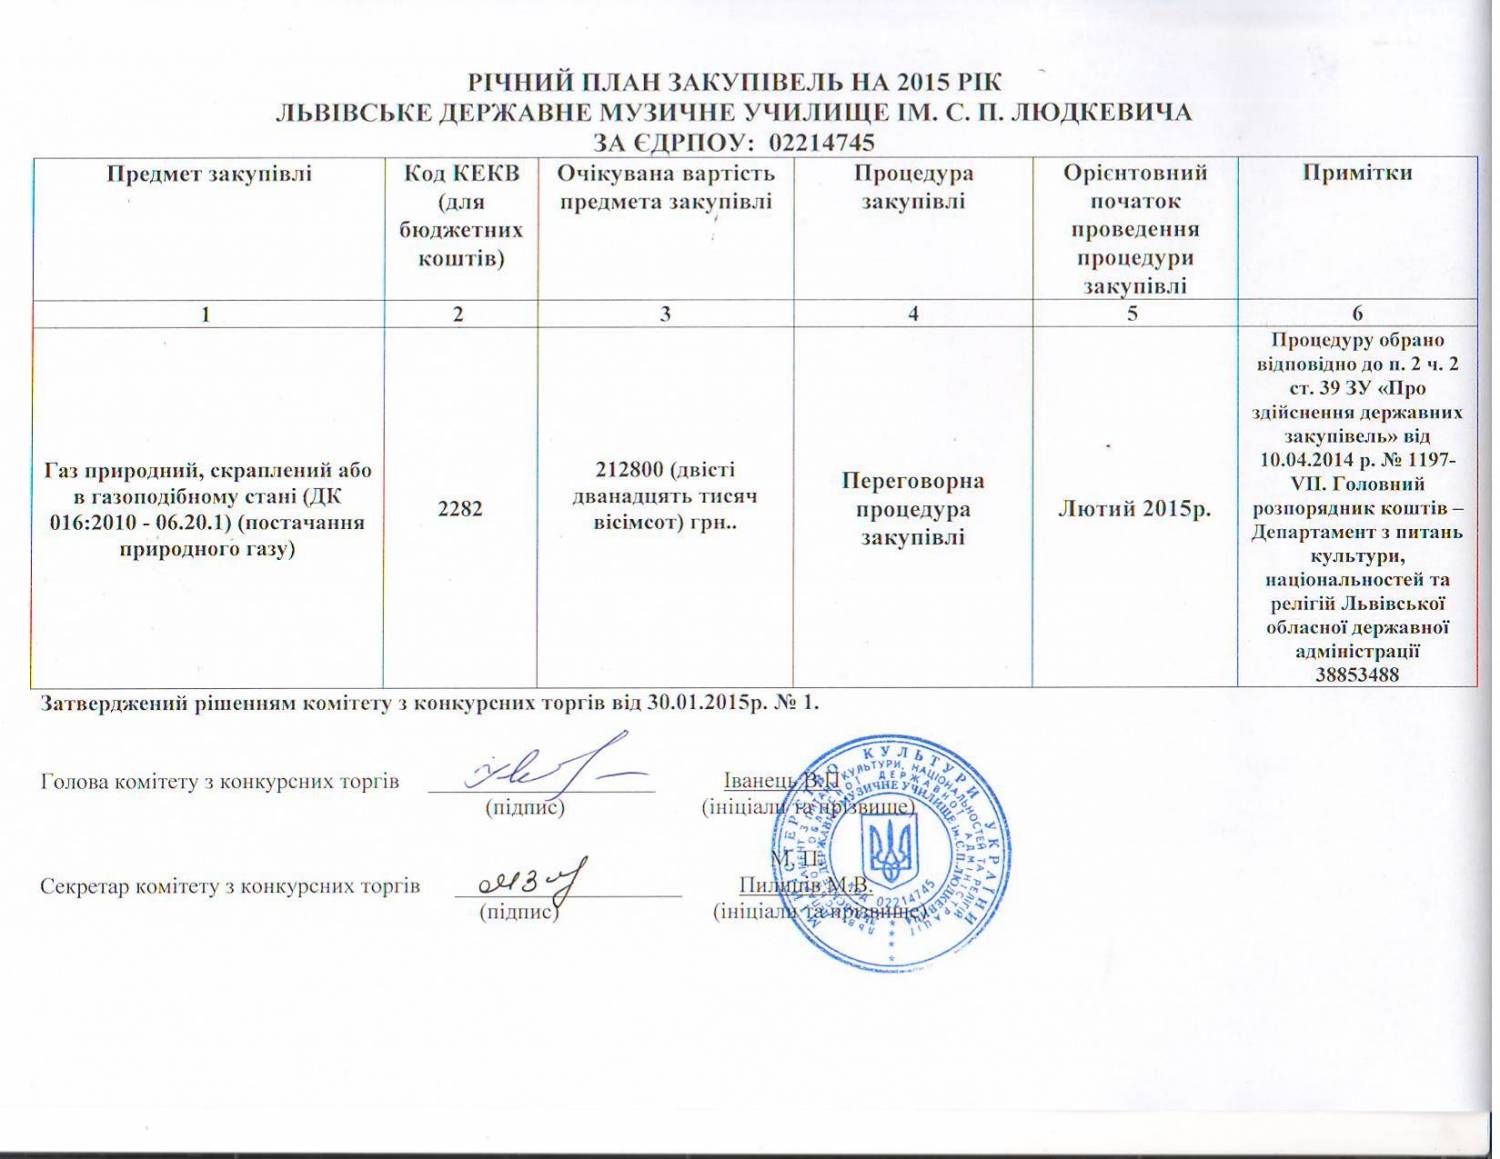 РІЧНИЙ ПЛАН ЗАКУПІВЕЛЬ НА 2015 РІК
ЛЬВІВСЬКЕ ДЕРЖАВНЕ МУЗИЧНЕ УЧИЛИЩЕ ІМ. С. П. ЛЮДКЕВИЧА
ЗА ЄДРПОУ: 02214745
Предмет закупівлі
Код КЕКВ
(для
бюджетних
коштів)
Очікувана вартість
предмета закупівлі
Процедура
закупівлі
Орієнтовний
початок
проведення
процедури
закупівлі
Примітки
1
2
3
4
5
6
Газ природний, скраплений або
в газоподібному стані (ДК
016:2010 - 06.20.1) (постачання
природного газу)
2282
212800 (двісті
дванадцять тисяч
вісімсот) грн..
Переговорна
процедура
закупівлі
Лютий 2015р.
Процедуру обрано
відповідно до п. 2 ч. 2
ст. 39 ЗУ «Про
здійснення державних
закупівель» від
10.04.2014 р. № 1197-
VII. Головний
розпорядник коштів –
Департамент з питань
культури,
національностей та
релігій Львівської
обласної державної
адміністрації
38853488
Затверджений рішенням комітету з конкурсних торгів від 30.01.2015р. № 1.
Голова комітету з конкурсних торгів
Іванець В.П
(підпис)
(ініціали та прізвище)
М. П.
Секретар комітету з конкурсних торгів
Пилипів М.В.
(підпис)
(ініціали та прізвище)
МІНІСТЕРСТВО КУЛЬТУРИ УКРАЇНИ
КУЛЬТУРИ, НАЦІОНАЛЬНОСТЕЙ ТА РЕЛІГІЙ
ДЕРЖАВНОЇ АДМІНІСТРАЦІЇ
ДЕРЖАВНЕ МУЗИЧНЕ УЧИЛИЩЕ ім.С.П.ЛЮДКЕВИЧА
02214745